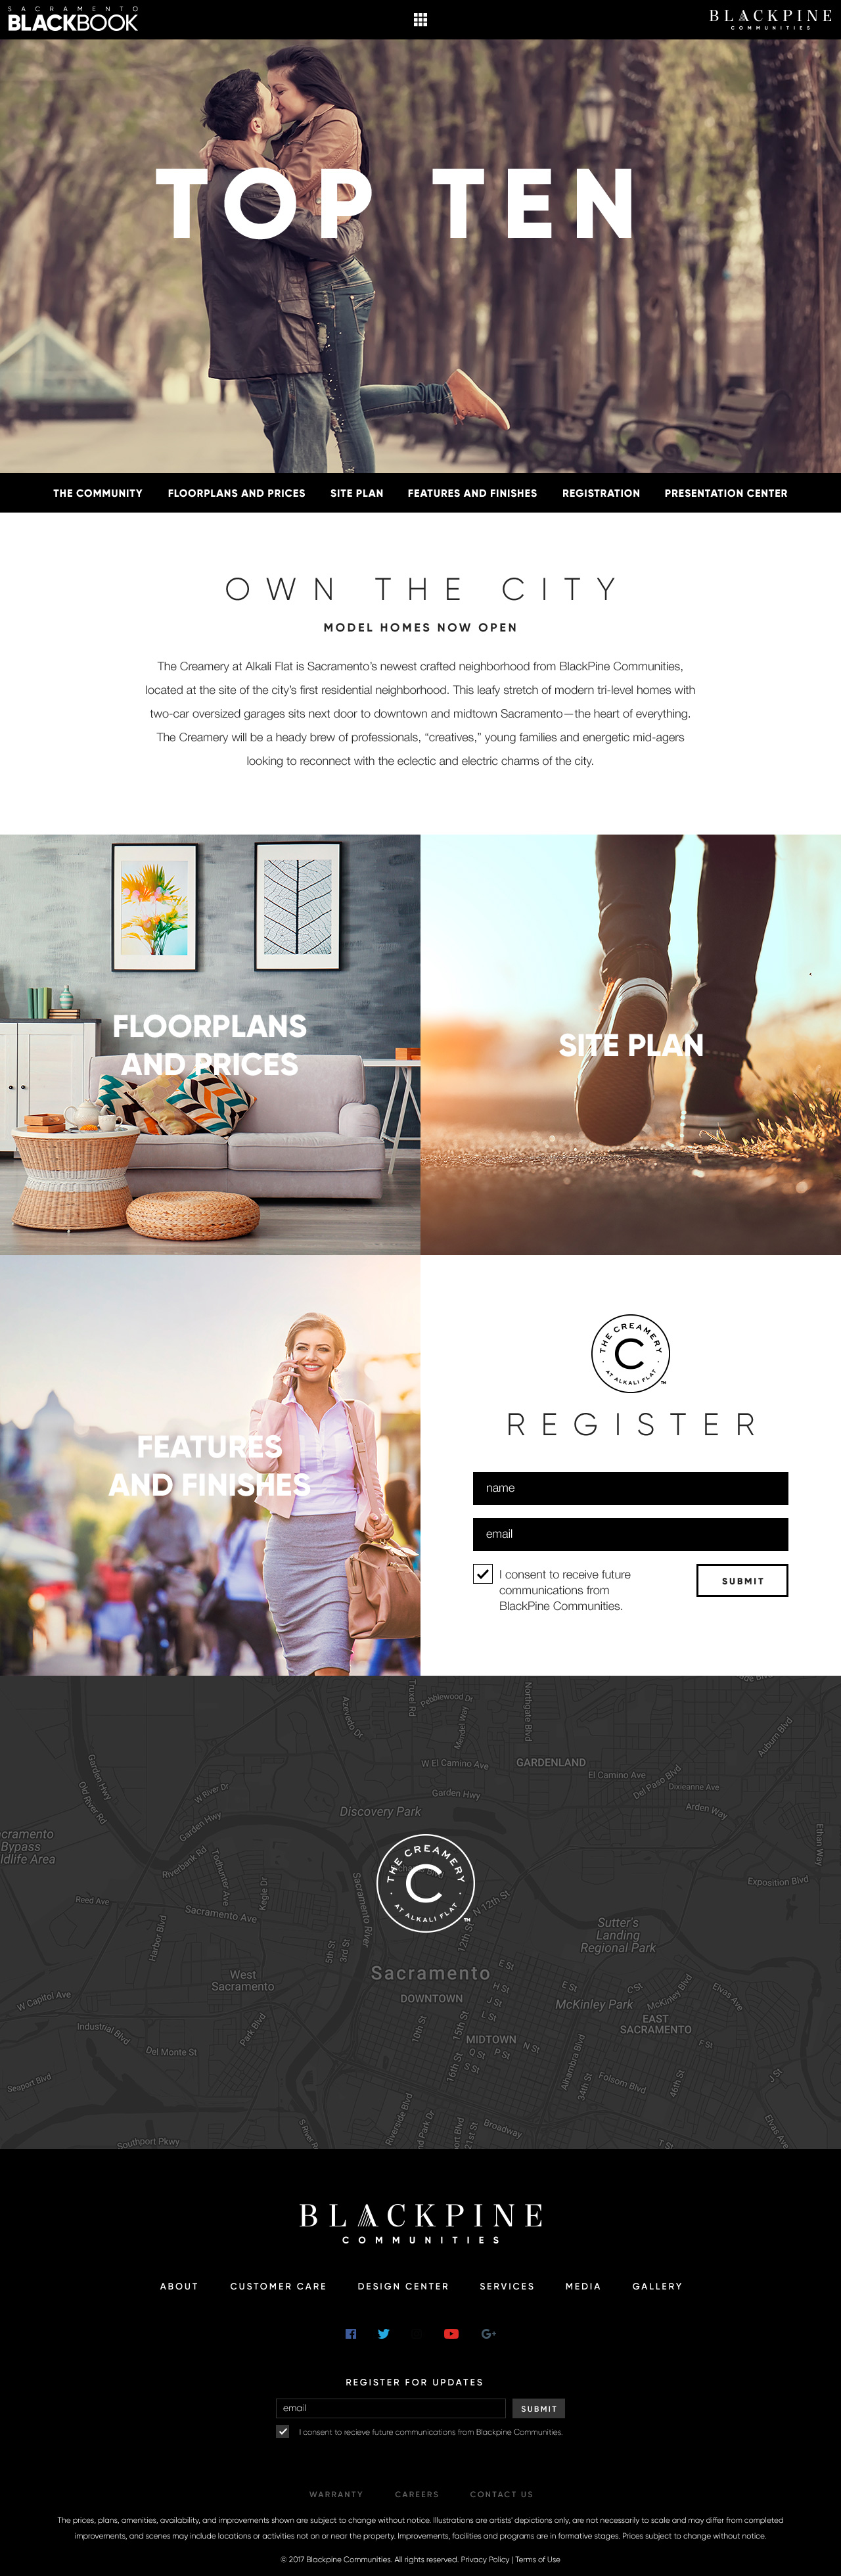 SACRAMENTO
BLACKBOOK
BLACKPINE
COMMUNITIES
TOP TEN
THE COMMUNITY FLOORPLANS AND PRICES SITE PLAN FEATURES AND FINISHES REGISTRATION PRESENTATION CENTER
OWN THE CITY
MODEL HOMES NOW OPEN
The Creamery at Alkali Flat is Sacramento’s newest crafted neighborhood from BlackPine Communities,
located at the site of the city’s first residential neighborhood. This leafy stretch of modern tri-level homes with
two-car oversized garages sits next door to downtown and midtown Sacramento—the heart of everything.
The Creamery will be a heady brew of professionals, “creatives,” young families and energetic mid-agers
looking to reconnect with the eclectic and electric charms of the city.
FLOORPLANS
AND PRICES
SITE PLAN
FEATURES
AND FINISHES
THE CREAMERY
C
AT ALKALI FLAT
TM
REGISTER
name
email
I consent to receive future
communications from
BlackPine Communities.
SUBMIT
Truxel Rd
Pebblewood Dr
Northgate Blvd
Azevedo Dr
Mendel Way
Auburn Blvd
Garden Hwy
W El Camino Ave
GARDENLAND
El Camino Ave
Del Paso Blvd
Dixieanne Ave
Old River Rd
W River Dr
Garden Hwy
Arden Way
Discovery Park
Garden Hwy
Ethan Way
cramento
Bypass
ldlife Area
Riverbank Rd
Todhunter Ave
Kegle Dr
Sacramento River
THE CREAMERY
C
AT ALKALI FLAT
TM
Exposition Blvd
Reed Ave
Sacramento Ave
N 12th St
12th St
Harbor Blvd
5th St
3rd St
Sutter's
Landing
Regional Park
West
Sacramento
Sacramento
E St
H St
E St
C St
McKinley Blvd
Elvas Ave
W Capitol Ave
DOWNTOWN
J St
McKinley Park
L St
EAST
SACRAMENTO
Industrial Blvd
Park Blvd
10th St
15th St
MIDTOWN
Del Monte St
Q St
P St
N St
F St
16th St
S St
Alhambra Blvd
34th St
Folsom Blvd
46th St
J St
Seaport Blvd
Riverside Blvd
21st St
Broadway
Elvas Ave
Southport Pkwy
T St
BLACKPINE
COMMUNITIES
ABOUT CUSTOMER CARE DESIGN CENTER SERVICES MEDIA GALLERY
G+
REGISTER FOR UPDATES
email
SUBMIT
I consent to recieve future communications from Blackpine Communities.
WARRANTY CAREERS CONTACT US
The prices, plans, amenities, availability, and improvements shown are subject to change without notice. Illustrations are artists’ depictions only, are not necessarily to scale and may differ from completed
improvements, and scenes may include locations or activities not on or near the property. Improvements, facilities and programs are in formative stages. Prices subject to change without notice.
© 2017 Blackpine Communities. All rights reserved. Privacy Policy | Terms of Use